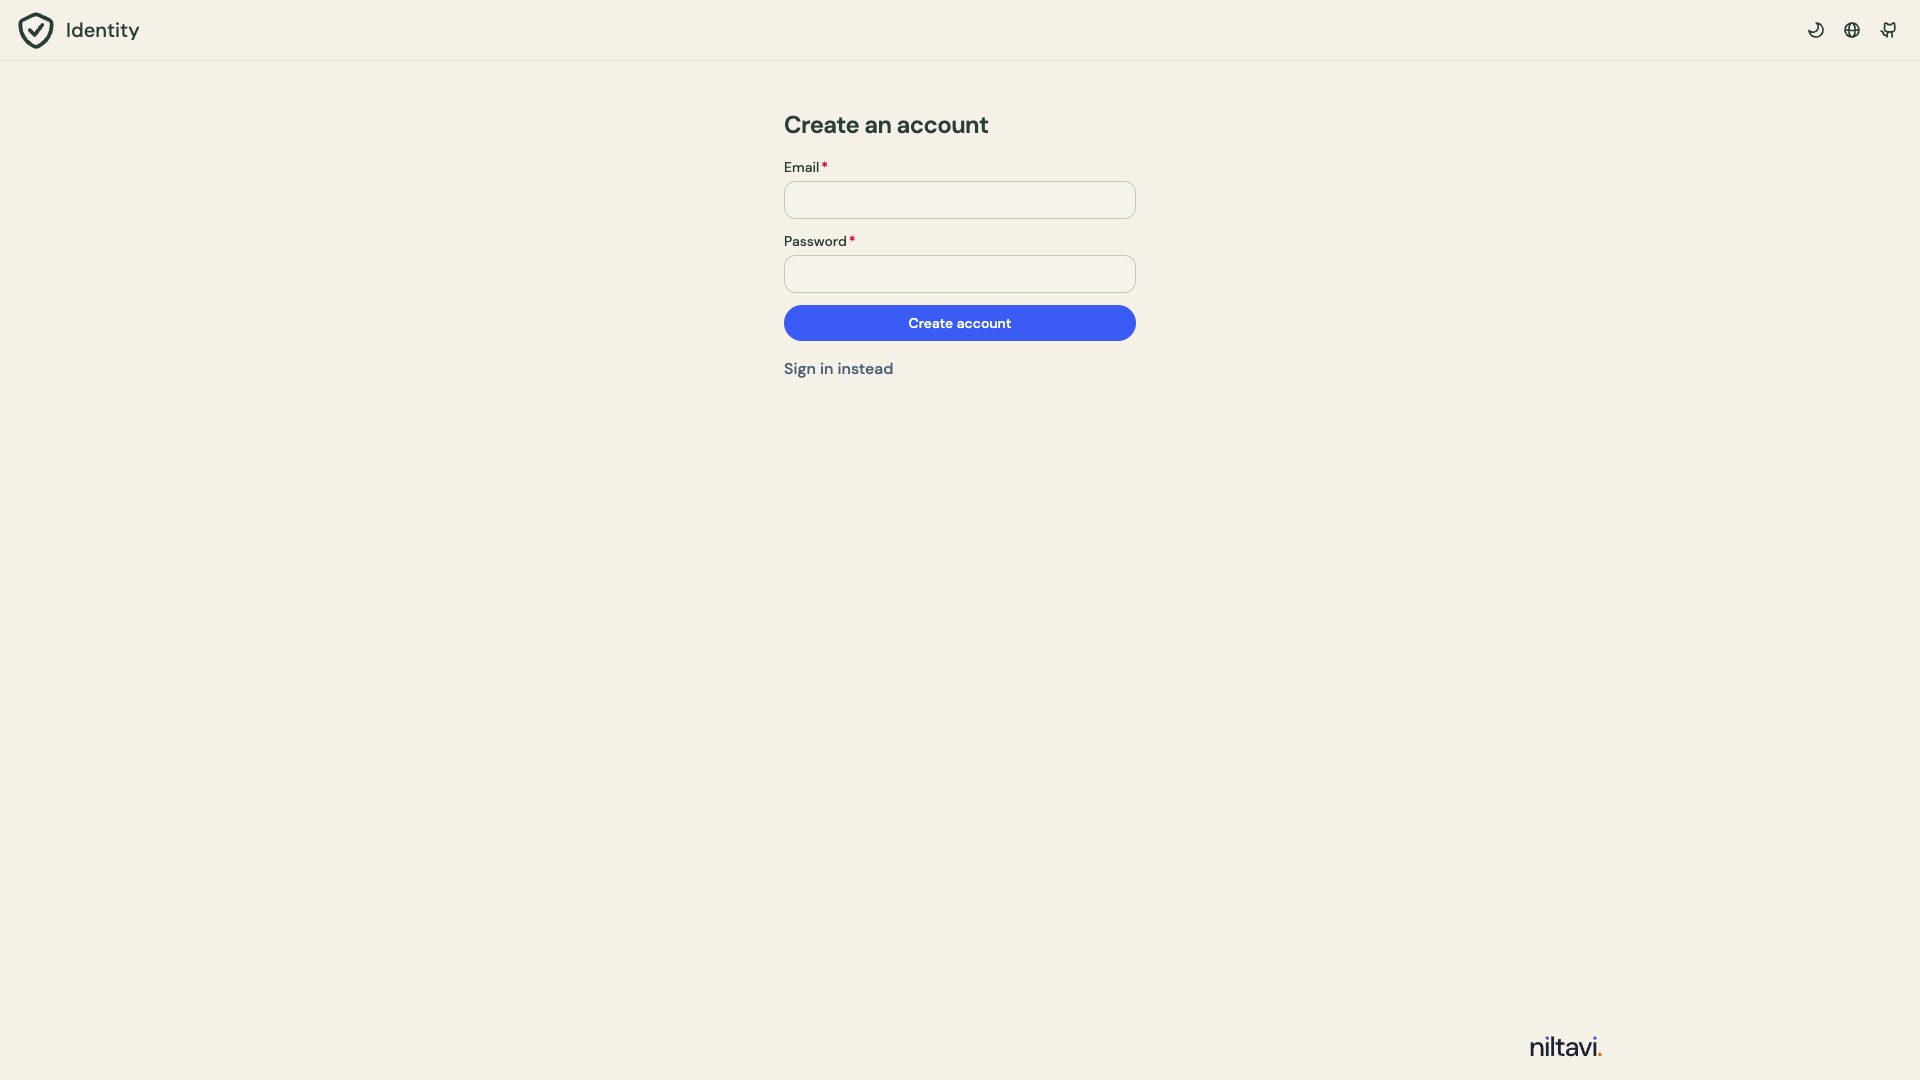 Identity
Create an account
Email*
Password*
Create account
Sign in instead
niltavi.